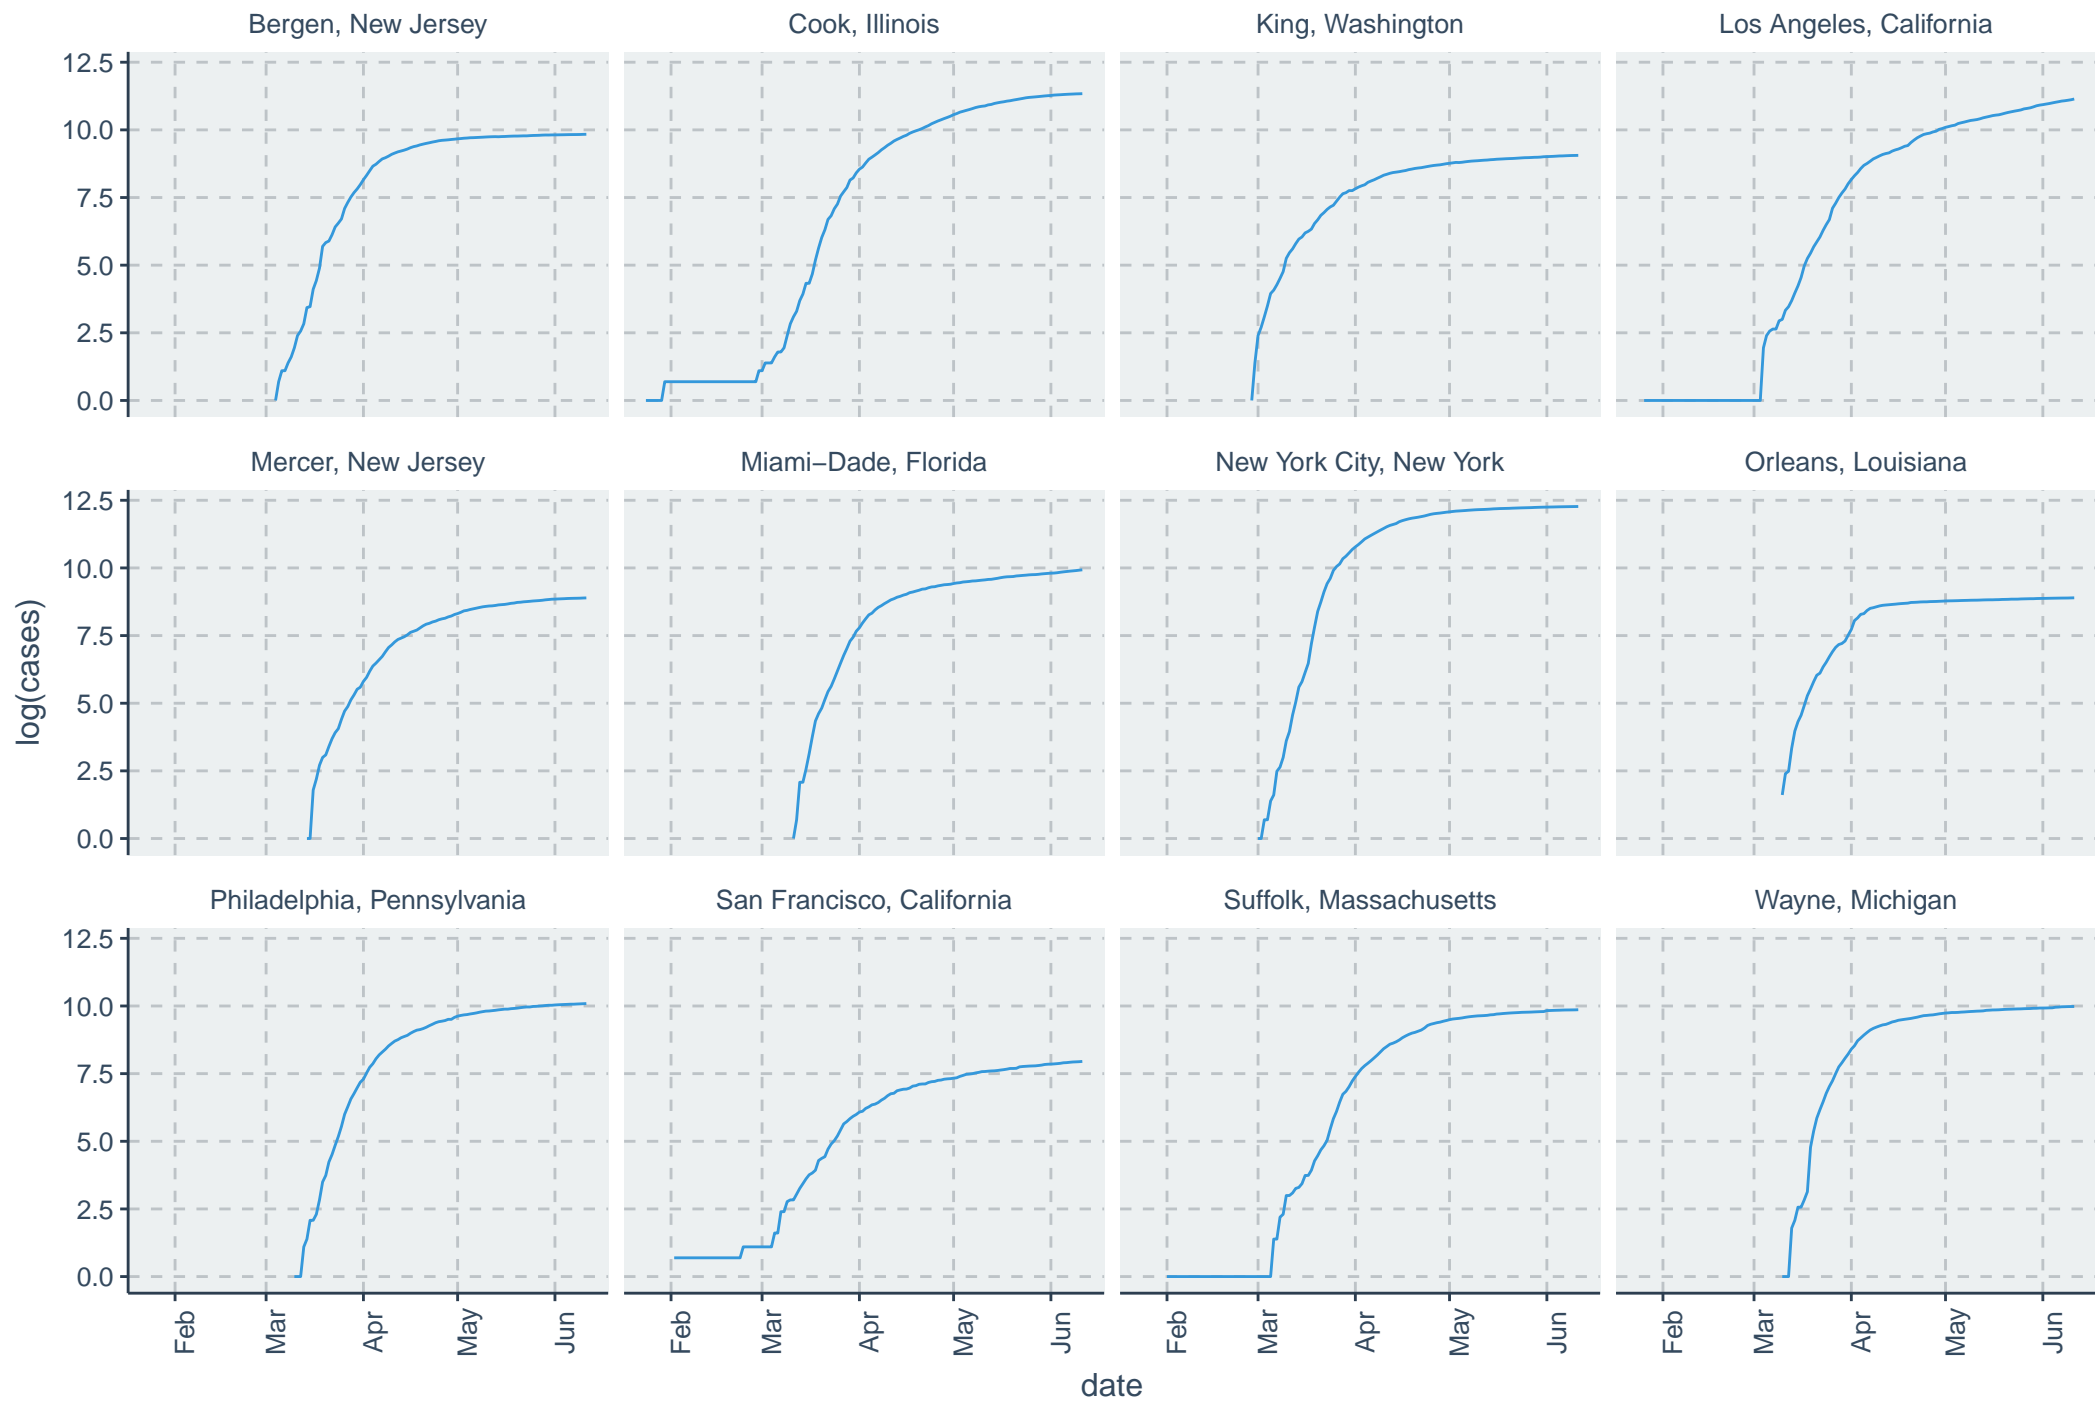 Bergen, New Jersey
Cook, Illinois
King, Washington
Los Angeles, California
12.5
10.0
7.5
5.0
2.5
0.0
Mercer, New Jersey
Miami−Dade, Florida
New York City, New York
Orleans, Louisiana
12.5
10.0
7.5
5.0
2.5
0.0
log(cases)
Philadelphia, Pennsylvania
San Francisco, California
Suffolk, Massachusetts
Wayne, Michigan
12.5
10.0
7.5
5.0
2.5
0.0
Feb
Mar
Apr
May
Jun
Feb
Mar
Apr
May
Jun
Feb
Mar
Apr
May
Jun
Feb
Mar
Apr
May
Jun
date